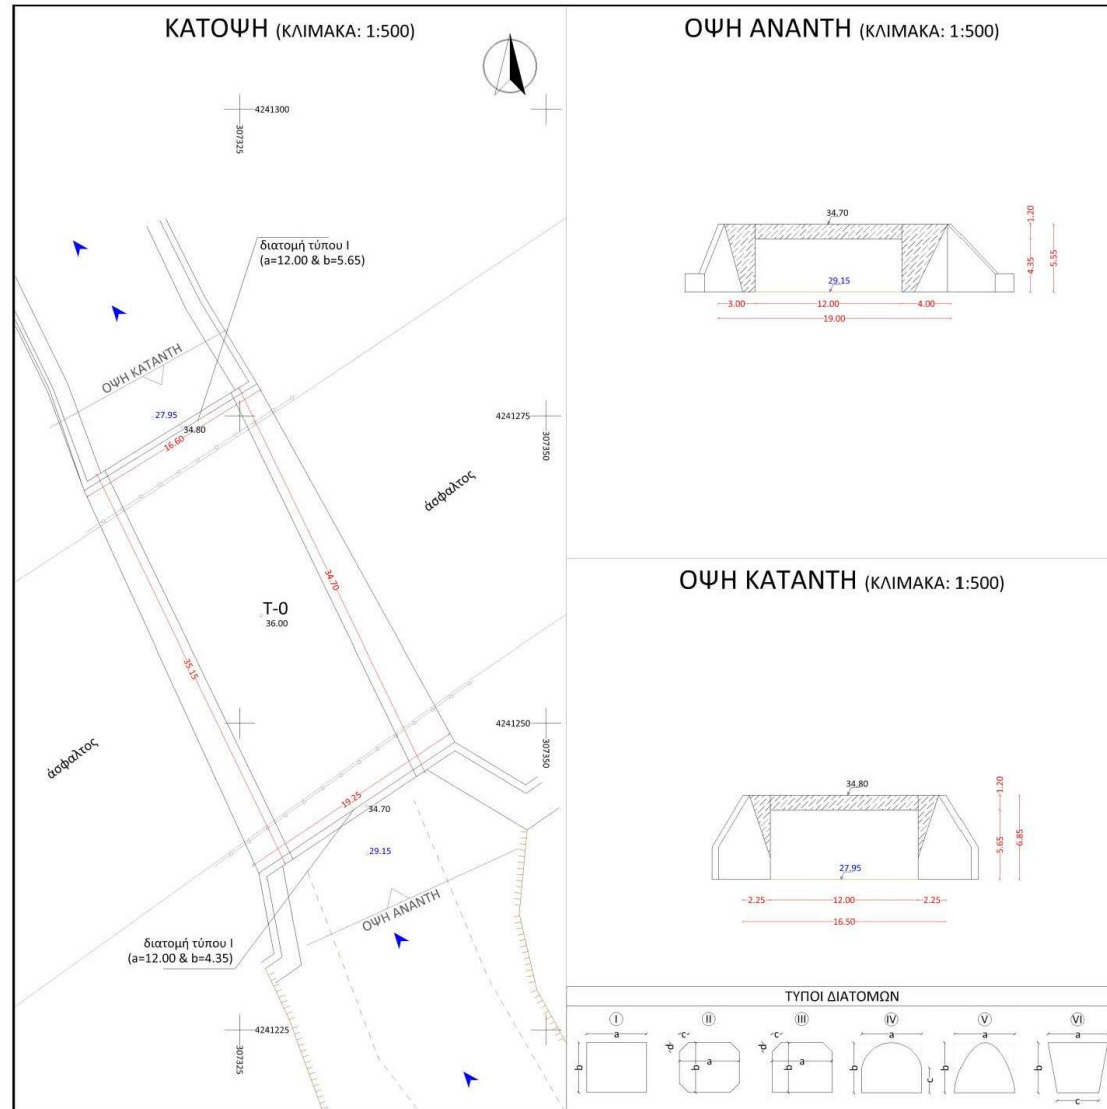 ΚΑΤΟΨΗ (ΚΛΙΜΑΚΑ: 1:500)
4241300
307325
διατομή τύπου Ι
(a=12.00 & b=5.65)
ΟΨΗ ΚΑΤΑΝΤΗ
27.95
34.80
16.60
4241275
307350
άσφαλτος
34.70
T-0
36.00
35.15
4241250
307350
άσφαλτος
19.25
34.70
29.15
ΟΨΗ ΑΝΑΝΤΗ
διατομή τύπου Ι
(a=12.00 & b=4.35)
4241225
307325
ΟΨΗ ΑΝΑΝΤΗ (ΚΛΙΜΑΚΑ: 1:500)
34.70
1.20
4.35
5.55
29.15
3.00 12.00 4.00
19.00
ΟΨΗ ΚΑΤΑΝΤΗ (ΚΛΙΜΑΚΑ: 1:500)
34.80
1.20
5.65
6.85
27.95
2.25 12.00 2.25
16.50
ΤΥΠΟΙ ΔΙΑΤΟΜΩΝ
I II III IV V VI
a c c a a a
d d
b b a b a b c b b
c